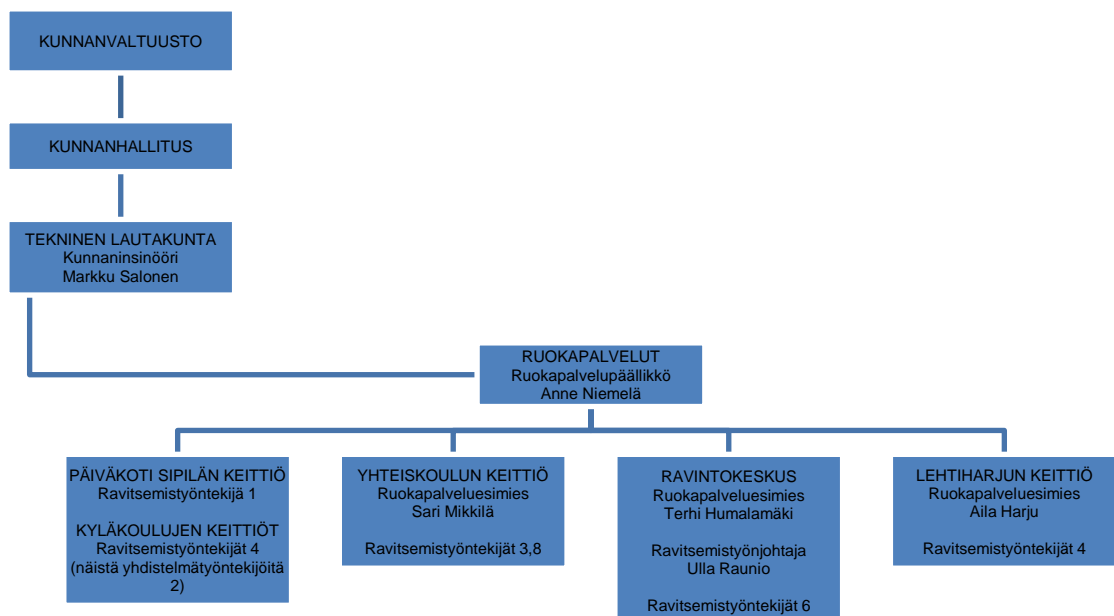 KUNNANVALTUUSTO
KUNNANHALLITUS
TEKNINEN LAUTAKUNTA
Kunnaninsinööri
Markku Salonen
RUOKAPALVELUT
Ruokapalvelupäällikkö
Anne Niemelä
PÄIVÄKOTI SIPILÄN KEITTIÖ
Ravitsemistyöntekijä 1
KYLÄKOULUJEN KEITTIÖT
Ravitsemistyöntekijät 4
(näistä yhdistelmätyöntekijöitä
2)
YHTEISKOULUN KEITTIÖ
Ruokapalveluesimies
Sari Mikkilä
Ravitsemistyöntekijät 3,8
RAVINTOKESKUS
Ruokapalveluesimies
Terhi Humalamäki
Ravitsemistyönjohtaja
Ulla Raunio
Ravitsemistyöntekijät 6
LEHTIHARJUN KEITTIÖ
Ruokapalveluesimies
Aila Harju
Ravitsemistyöntekijät 4